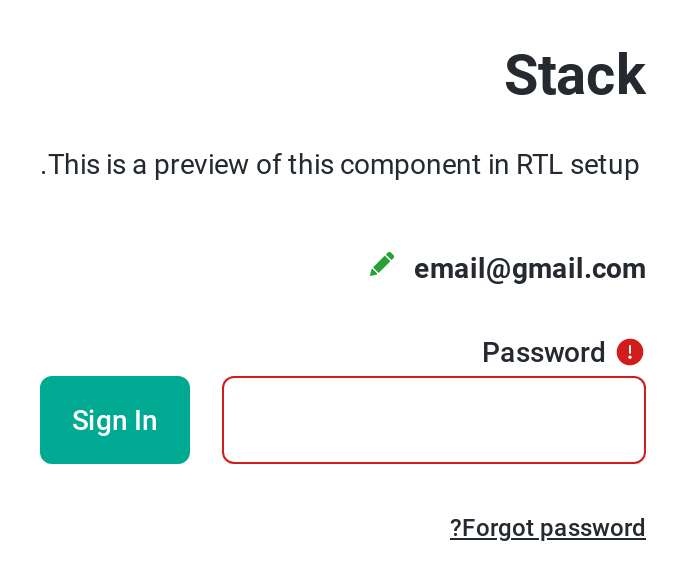 Stack
.This is a preview of this component in RTL setup
email@gmail.com
Password
Sign In
?Forgot password